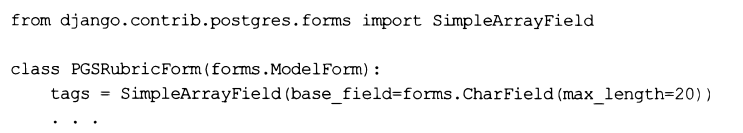 from django.contrib.postgres.forms import SimpleArrayField
class PGSRubricForm(forms.ModelForm):
    tags = SimpleArrayField(base_field=forms.CharField(max_length=20))
    . . .